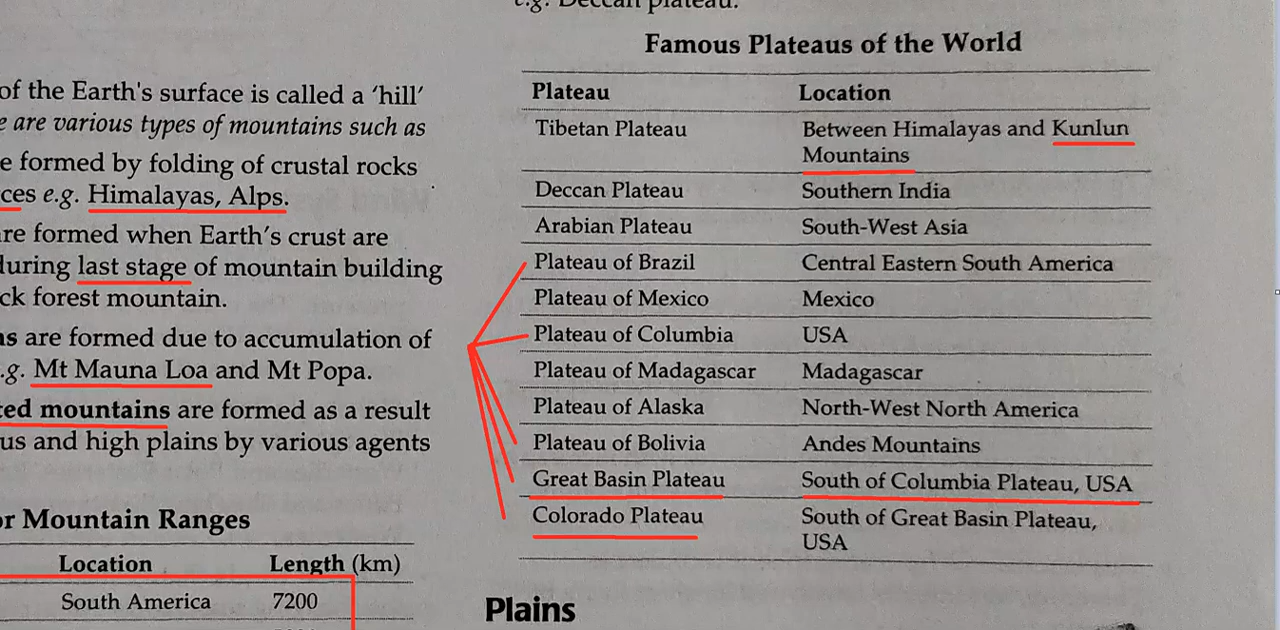 of the Earth's surface is called a 'hill'
e are various types of mountains such as
e formed by folding of crustal rocks
ces e.g. Himalayas, Alps.
re formed when Earth's crust are
during last stage of mountain building
ck forest mountain.
ns are formed due to accumulation of
.g. Mt Mauna Loa and Mt Popa.
ted mountains are formed as a result
us and high plains by various agents
or Mountain Ranges
Location Length (km)
South America 7200
e.g. Deccan plateau.
Famous Plateaus of the World
Plateau Location
Tibetan Plateau Between Himalayas and Kunlun
Mountains
Deccan Plateau Southern India
Arabian Plateau South-West Asia
Plateau of Brazil Central Eastern South America
Plateau of Mexico Mexico
Plateau of Columbia USA
Plateau of Madagascar Madagascar
Plateau of Alaska North-West North America
Plateau of Bolivia Andes Mountains
Great Basin Plateau South of Columbia Plateau, USA
Colorado Plateau South of Great Basin Plateau,
USA
Plains